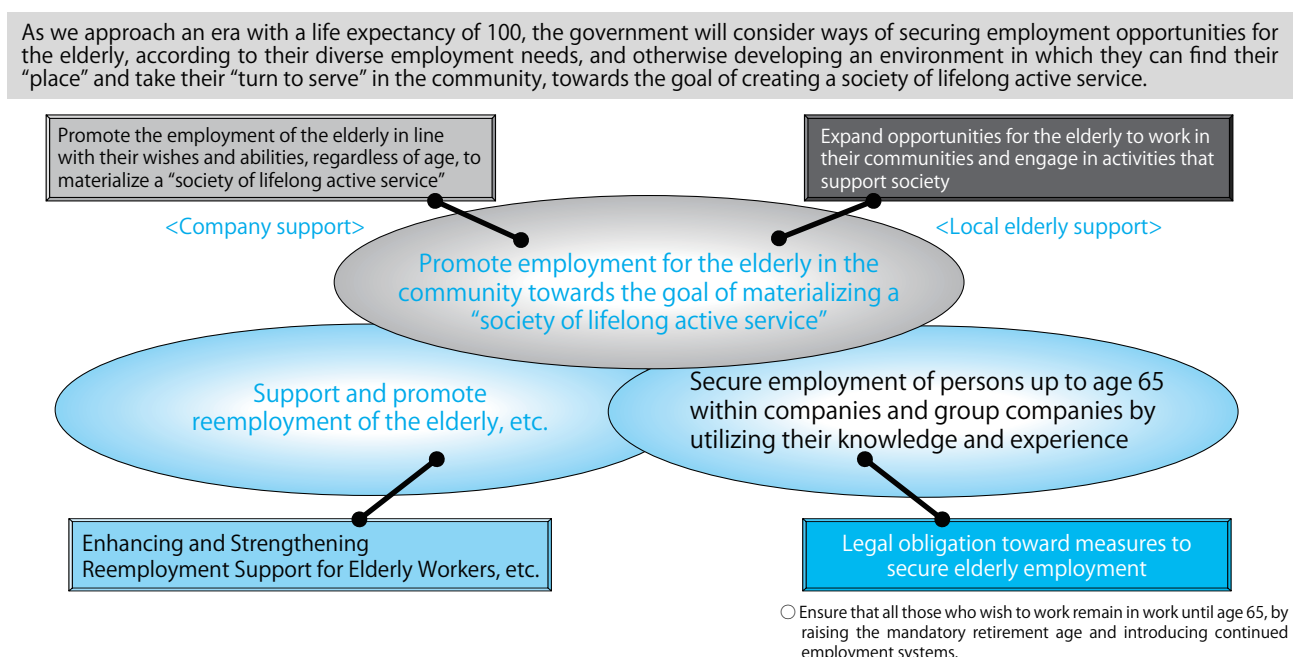 As we approach an era with a life expectancy of 100, the government will consider ways of securing employment opportunities for
the elderly, according to their diverse employment needs, and otherwise developing an environment in which they can find their
“place” and take their “turn to serve” in the community, towards the goal of creating a society of lifelong active service.
Promote the employment of the elderly in line
with their wishes and abilities, regardless of age, to
materialize a “society of lifelong active service”
Expand opportunities for the elderly to work in
their communities and engage in activities that
support society
<Company support>
<Local elderly support>
Promote employment for the elderly in the
community towards the goal of materializing a
“society of lifelong active service”
Support and promote
reemployment of the elderly, etc.
Secure employment of persons up to age 65
within companies and group companies by
utilizing their knowledge and experience
Enhancing and Strengthening
Reemployment Support for Elderly Workers, etc.
Legal obligation toward measures to
secure elderly employment
○ Ensure that all those who wish to work remain in work until age 65, by
raising the mandatory retirement age and introducing continued
employment systems.